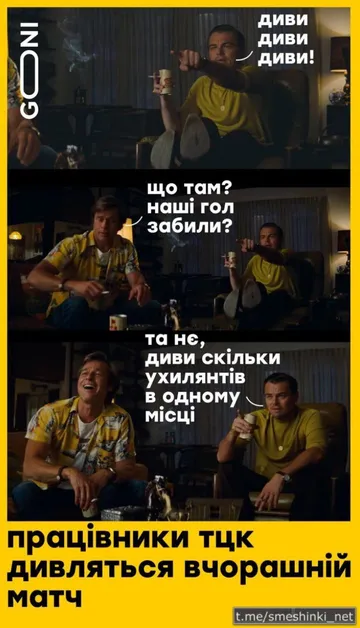 GONI
диви
диви
диви!
що там?
наші гол
забили?
та нє,
диви скільки
ухилянтів
в одному
місці
працівники тцк
дивляться вчорашній
матч
t.me/smeshinki_net